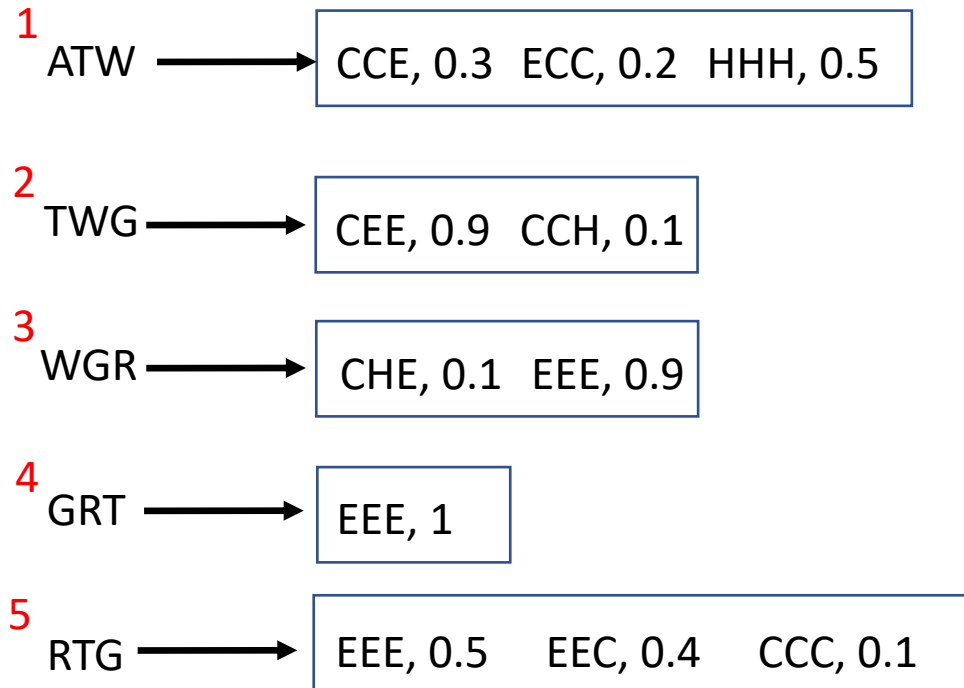 1
ATW CCE, 0.3 ECC, 0.2 HHH, 0.5
2
TWG CEE, 0.9 CCH, 0.1
3
WGR CHE, 0.1 EEE, 0.9
4
GRT EEE, 1
5
RTG EEE, 0.5 EEC, 0.4 CCC, 0.1